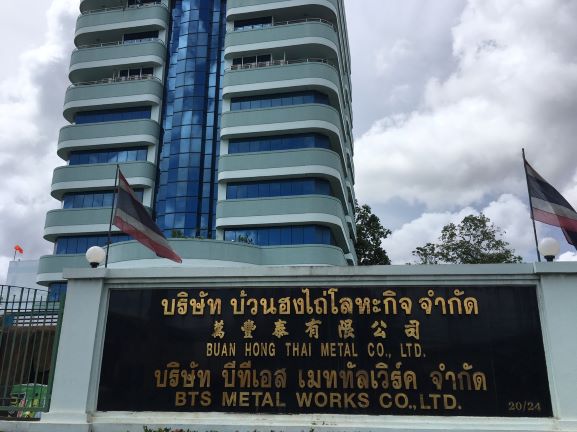 บริษัท บ้วนฮงไถ่โลหะกิจ จำกัด
萬豐泰有限公司
BUAN HONG THAI METAL CO., LTD.
บริษัท บีทีเอส เมททัลเวิร์ค จำกัด
BTS METAL WORKS CO.,LTD.
20/24